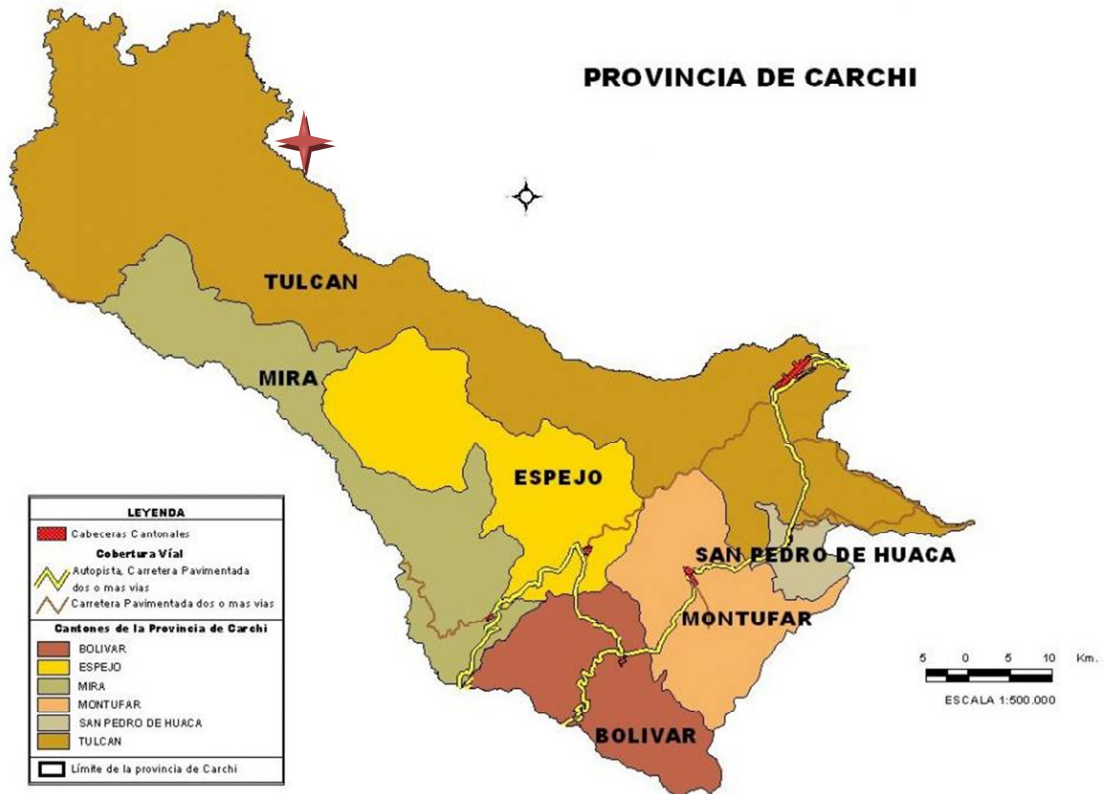 PROVINCIA DE CARCHI
TULCAN
MIRA
ESPEJO
SAN PEDRO DE HUACA
MONTUFAR
BOLIVAR
LEYENDA
Cabeceras Cantonales
Cobertura Víal
Autopista, Carretera Pavimentada
dos o mas vias
Carretera Pavimentada dos o mas vias
Cantones de la Provincia de Carchi
BOLIVAR
ESPEJO
MIRA
MONTUFAR
SAN PEDRO DE HUACA
TULCAN
Límite de la provincia de Carchi
5 0 5 10 Km.
ESCALA 1:500.000